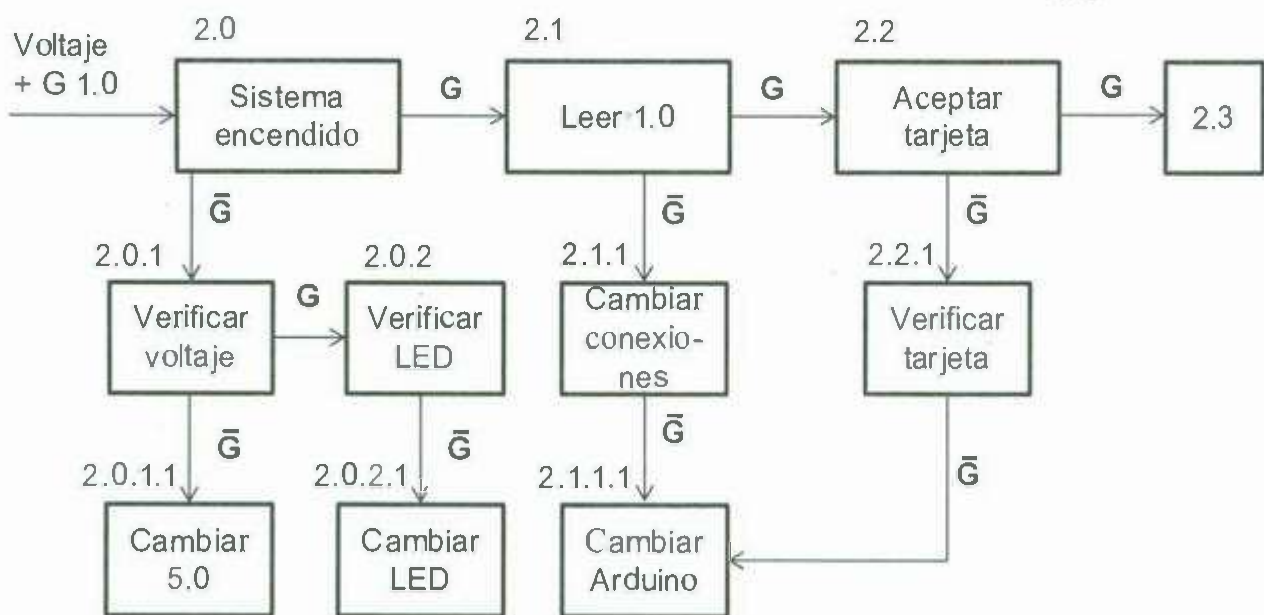 Voltaje
+ G 1.0
2.0
2.1
2.2
Sistema
encendido
G
Leer 1.0
G
Aceptar
tarjeta
G
2.3
G̅
G̅
G̅
2.0.1
2.0.2
2.1.1
2.2.1
Verificar
voltaje
G
Verificar
LED
Cambiar
conexio-
nes
Verificar
tarjeta
G̅
G̅
G̅
G̅
2.0.1.1
2.0.2.1
2.1.1.1
Cambiar
5.0
Cambiar
LED
Cambiar
Arduino